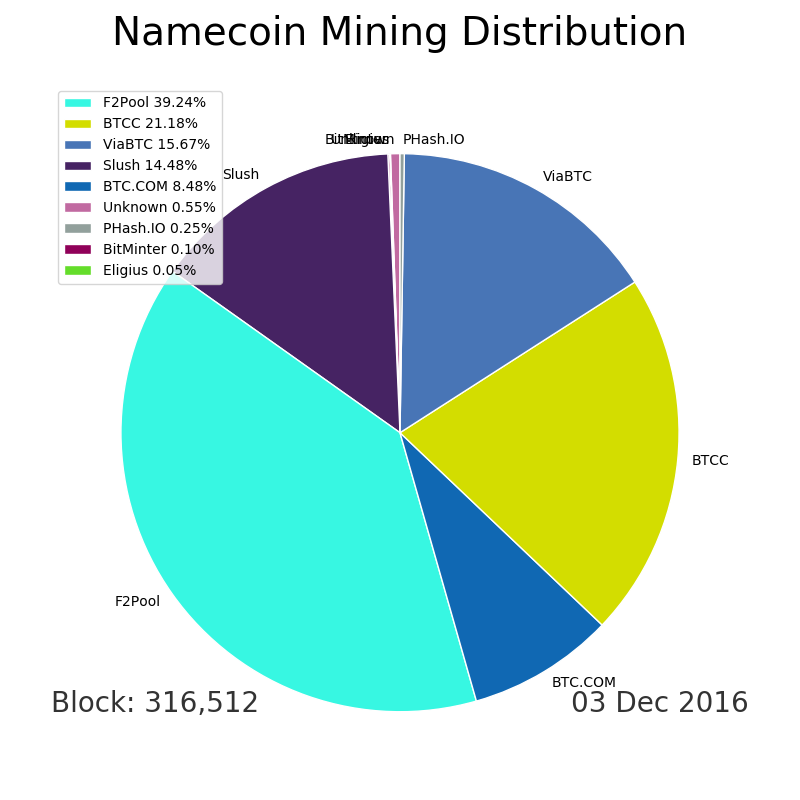 Namecoin Mining Distribution
F2Pool 39.24%
BTCC 21.18%
ViaBTC 15.67%
Slush 14.48%
BTC.COM 8.48%
Unknown 0.55%
PHash.IO 0.25%
BitMinter 0.10%
Eligius 0.05%
PHash.IO
Slush
ViaBTC
BTCC
F2Pool
BTC.COM
Block: 316,512
03 Dec 2016